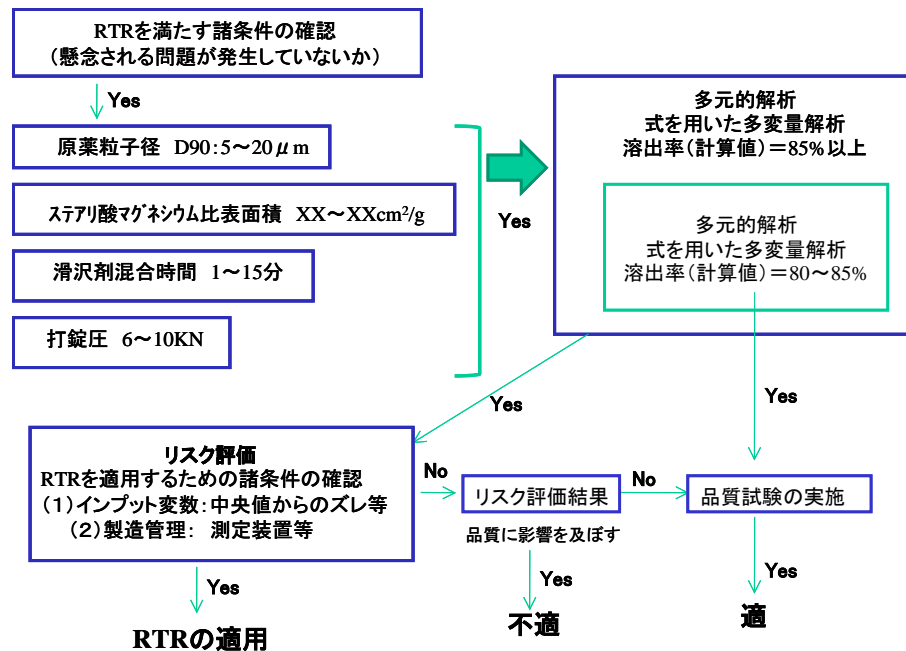 RTRを満たす諸条件の確認
（懸念される問題が発生していないか）
Yes
原薬粒子径 D90：5～20μm
ステアリ酸マグネシウム比表面積 XX～XXcm²/g
滑沢剤混合時間 1～15分
打錠圧 6～10KN
Yes
多元的解析
式を用いた多変量解析
溶出率（計算値）＝85%以上
多元的解析
式を用いた多変量解析
溶出率（計算値）＝80～85%
Yes
Yes
リスク評価
RTRを適用するための諸条件の確認
（１）インプット変数：中央値からのズレ等
（２）製造管理： 測定装置等
No
リスク評価結果
No
品質試験の実施
品質に影響を及ぼす
Yes
Yes
Yes
RTRの適用
不適
適